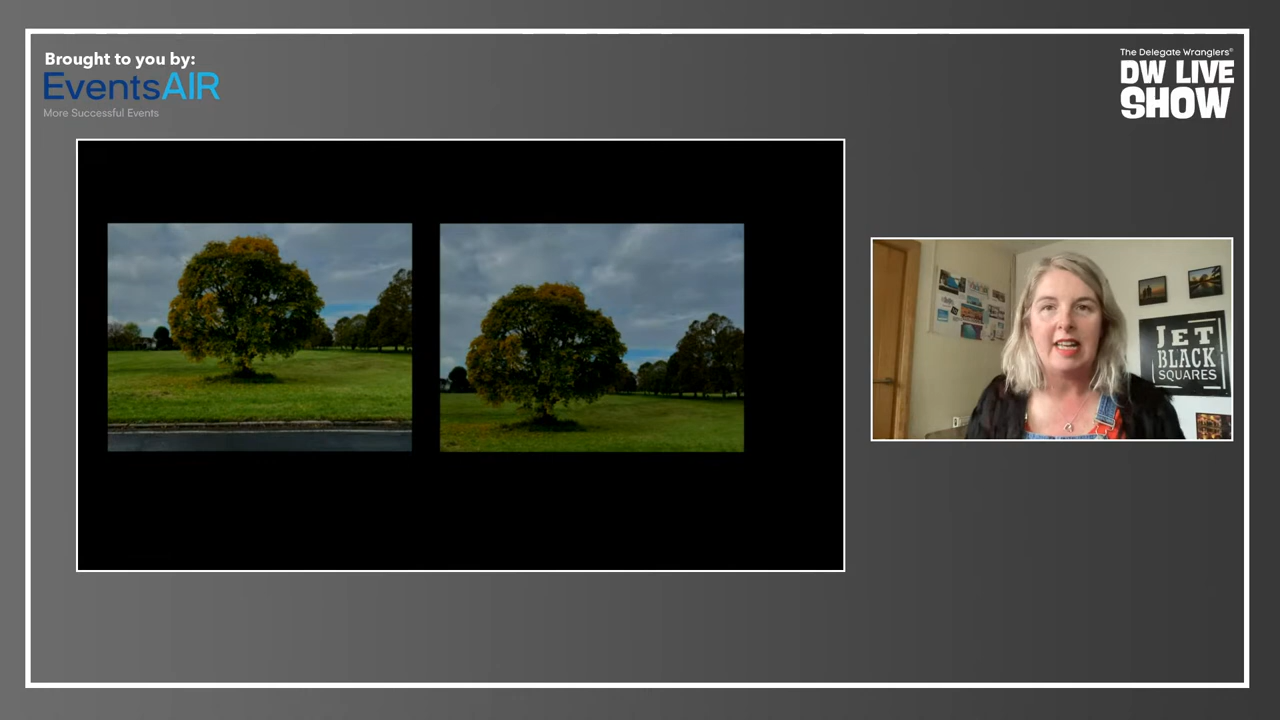 Brought to you by:
EventsAIR
More Successful Events
The Delegate Wranglers®
DW LIVE
SHOW
JET
BLACK
SQUARES